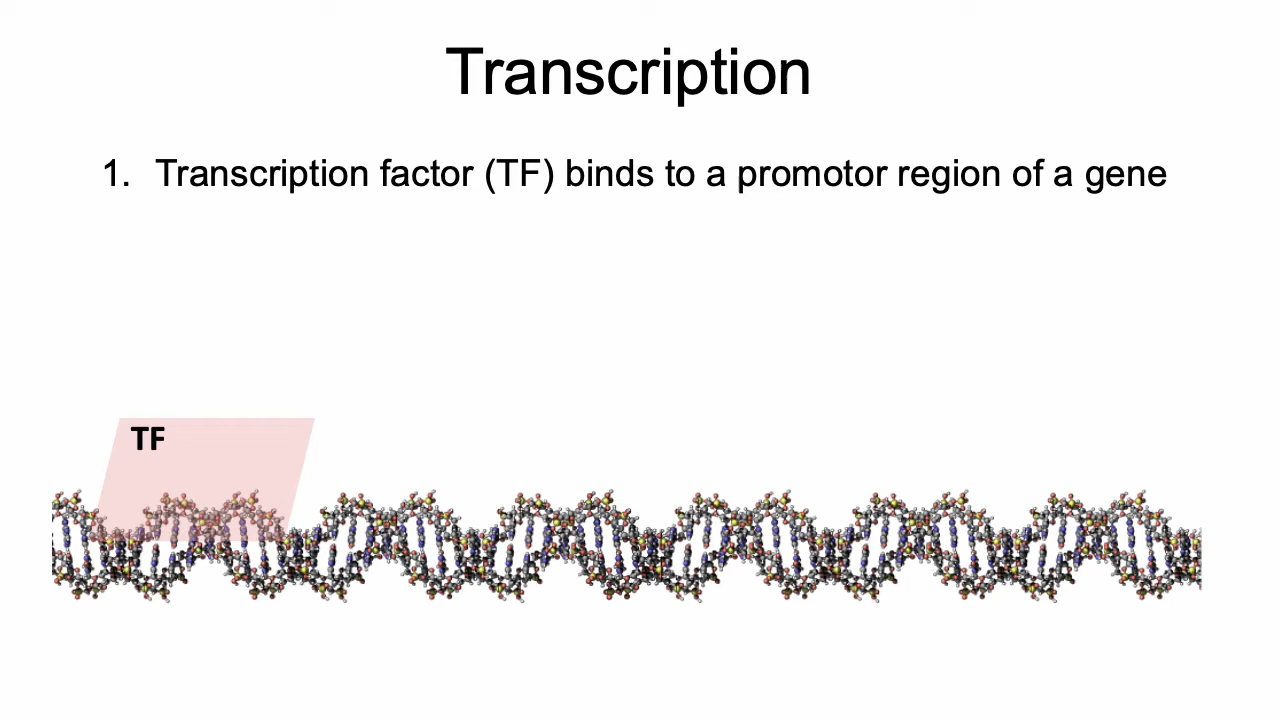 Transcription
1. Transcription factor (TF) binds to a promotor region of a gene
TF